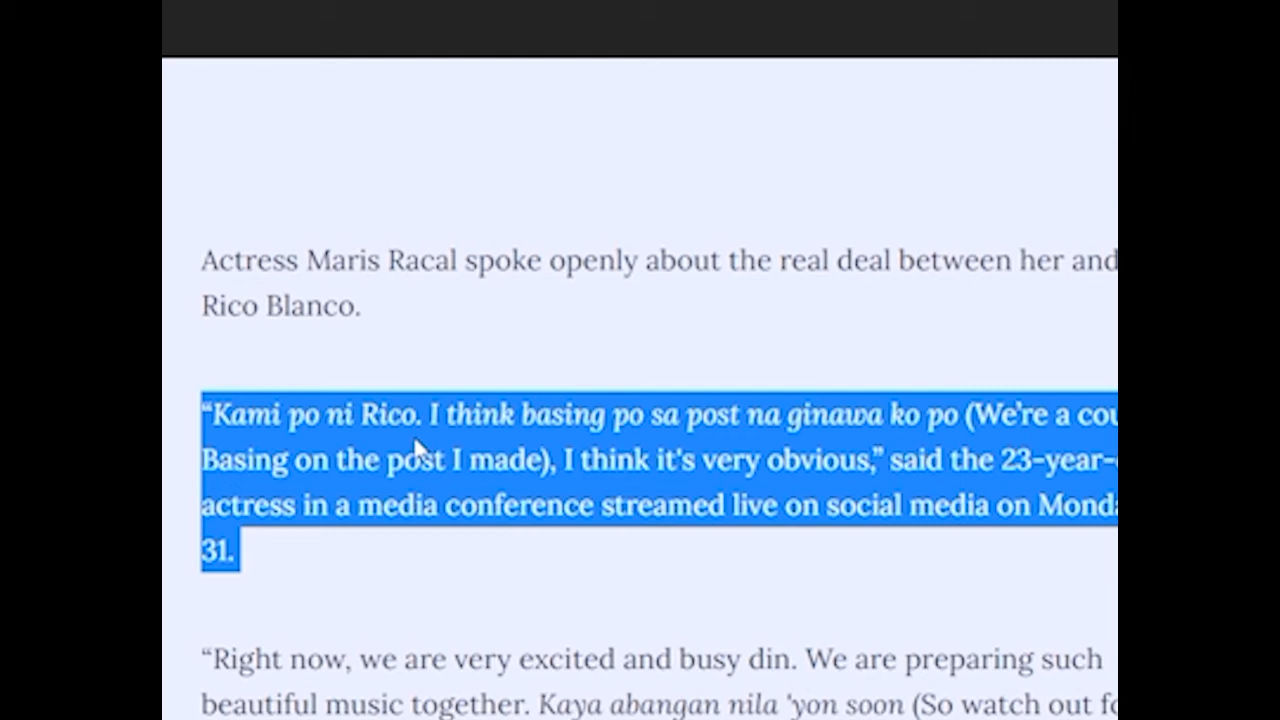 Actress Maris Racal spoke openly about the real deal between her and
Rico Blanco.
“Kami po ni Rico. I think basing po sa post na ginawa ko po (We’re a
Basing on the post I made), I think it's very obvious,” said the 23-year-
actress in a media conference streamed live on social media on
31.
“Right now, we are very excited and busy din. We are preparing such
beautiful music together. Kaya abangan nila ‘yon soon (So watch out